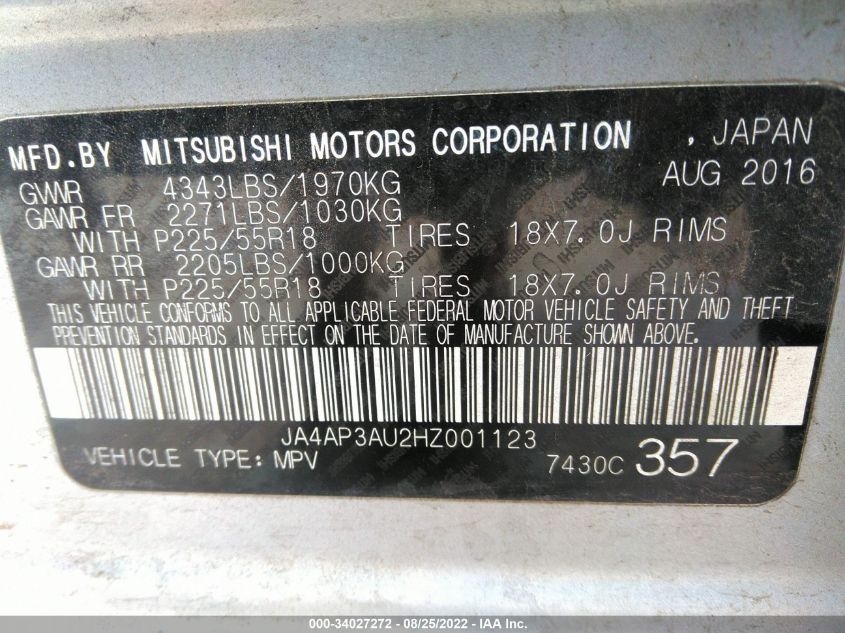 MFD.BY MITSUBISHI MOTORS CORPORATION , JAPAN
GVWR 4343LBS/1970KG AUG 2016
GAWR FR 2271LBS/1030KG
WITH P225/55R18 TIRES 18X7.0J RIMS
GAWR RR 2205LBS/1000KG
WITH P225/55R18 TIRES 18X7.0J RIMS
THIS VEHICLE CONFORMS TO ALL APPLICABLE FEDERAL MOTOR VEHICLE SAFETY AND THEFT
PREVENTION STANDARDS IN EFFECT ON THE DATE OF MANUFACTURE SHOWN ABOVE.
JA4AP3AU2HZ001123
VEHICLE TYPE: MPV 7430C 357
000-34027272 - 08/25/2022 - IAA Inc.